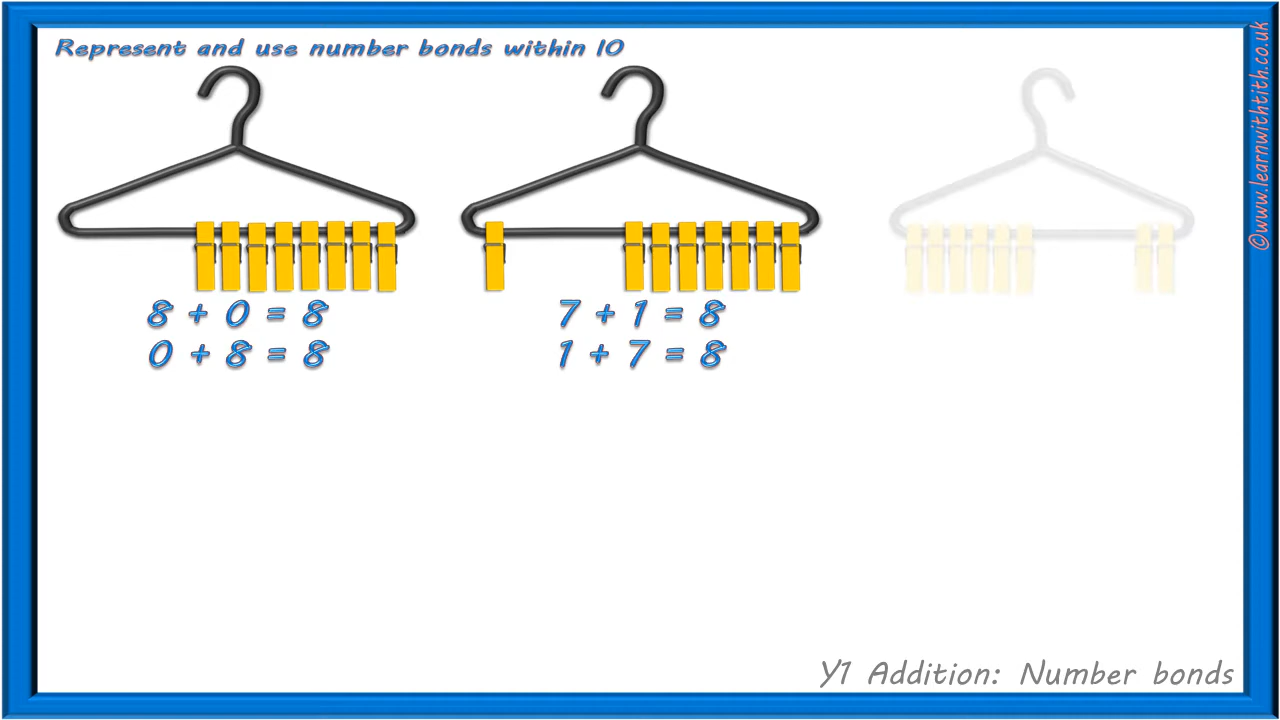 Represent and use number bonds within 10
8 + 0 = 8
0 + 8 = 8
7 + 1 = 8
1 + 7 = 8
Y1 Addition: Number bonds
©www.learnwithtith.co.uk